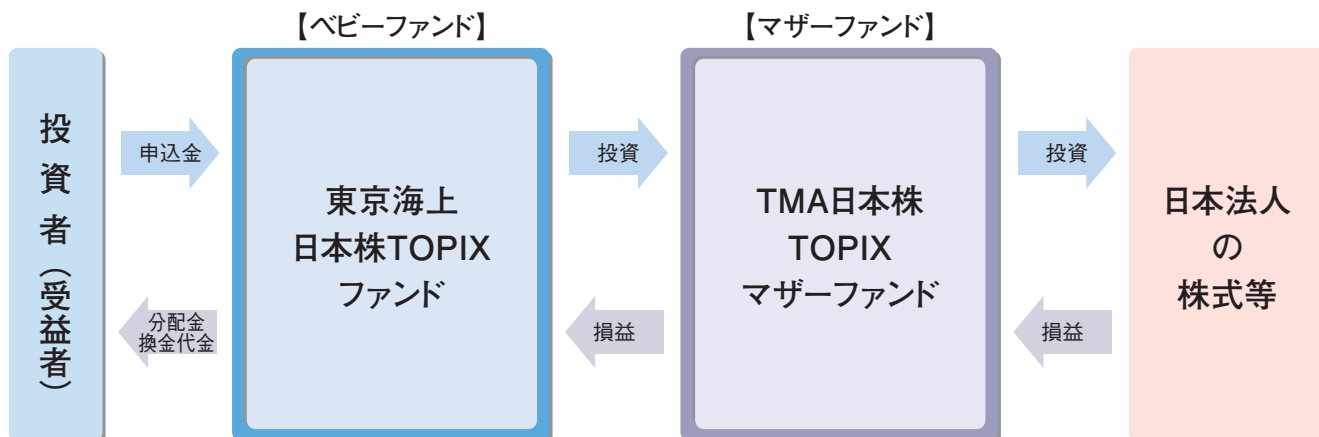 【ベビーファンド】
【マザーファンド】
投資者（受益者）
申込金
分配金
換金代金
東京海上
日本株TOPIX
ファンド
投資
損益
TMA日本株
TOPIX
マザーファンド
投資
損益
日本法人
の
株式等